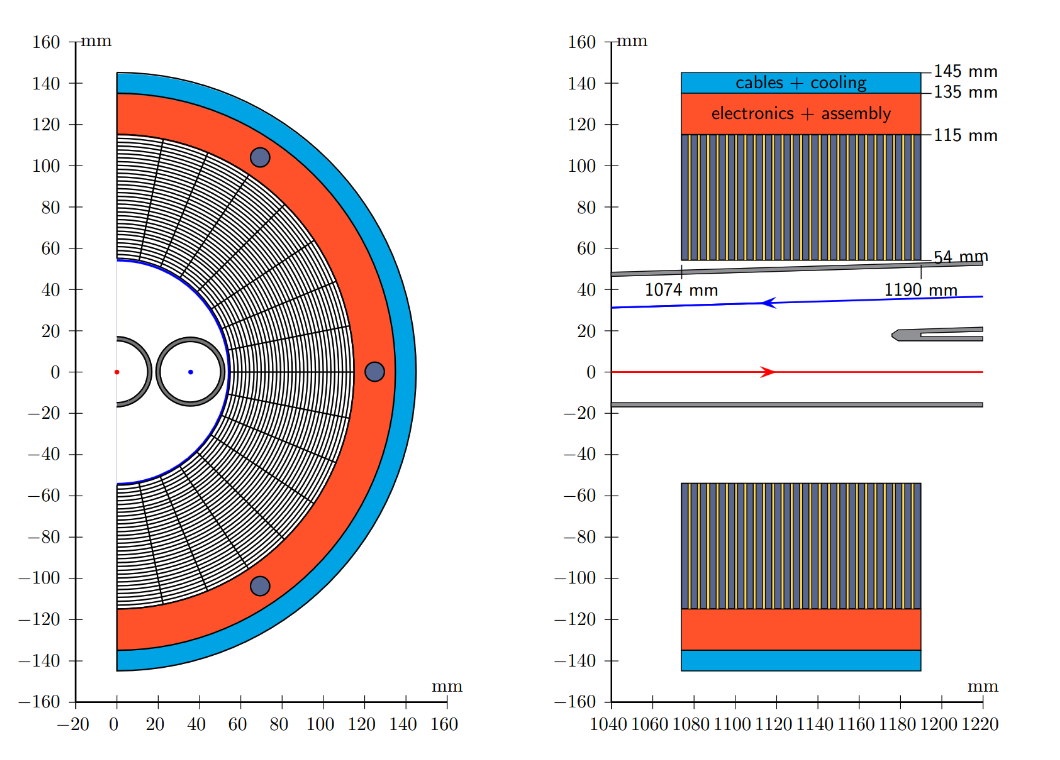 mm
160
140
120
100
80
60
40
20
0
−20
−40
−60
−80
−100
−120
−140
−160
mm
−20 0 20 40 60 80 100 120 140 160
mm
160
140
120
100
80
60
40
20
0
−20
−40
−60
−80
−100
−120
−140
−160
145 mm
cables + cooling
135 mm
electronics + assembly
115 mm
54 mm
1074 mm 1190 mm
mm
1040 1060 1080 1100 1120 1140 1160 1180 1200 1220